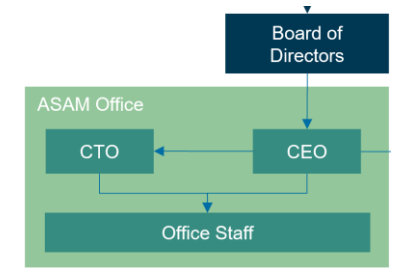 Board of
Directors
ASAM Office
CTO
CEO
Office Staff